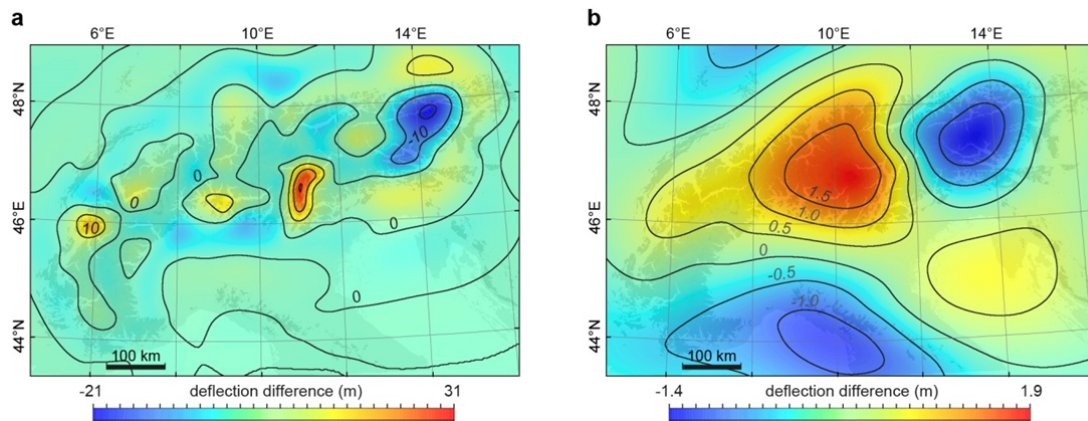 a
b
6°E 10°E 14°E
6°E 10°E 14°E
48°N
48°N
-10
0
0
1.5
46°N
10
0
46°N
1.0
0.5
0
0
-0.5
-1.0
44°N
44°N
100 km
100 km
-21 deflection difference (m) 31
-1.4 deflection difference (m) 1.9